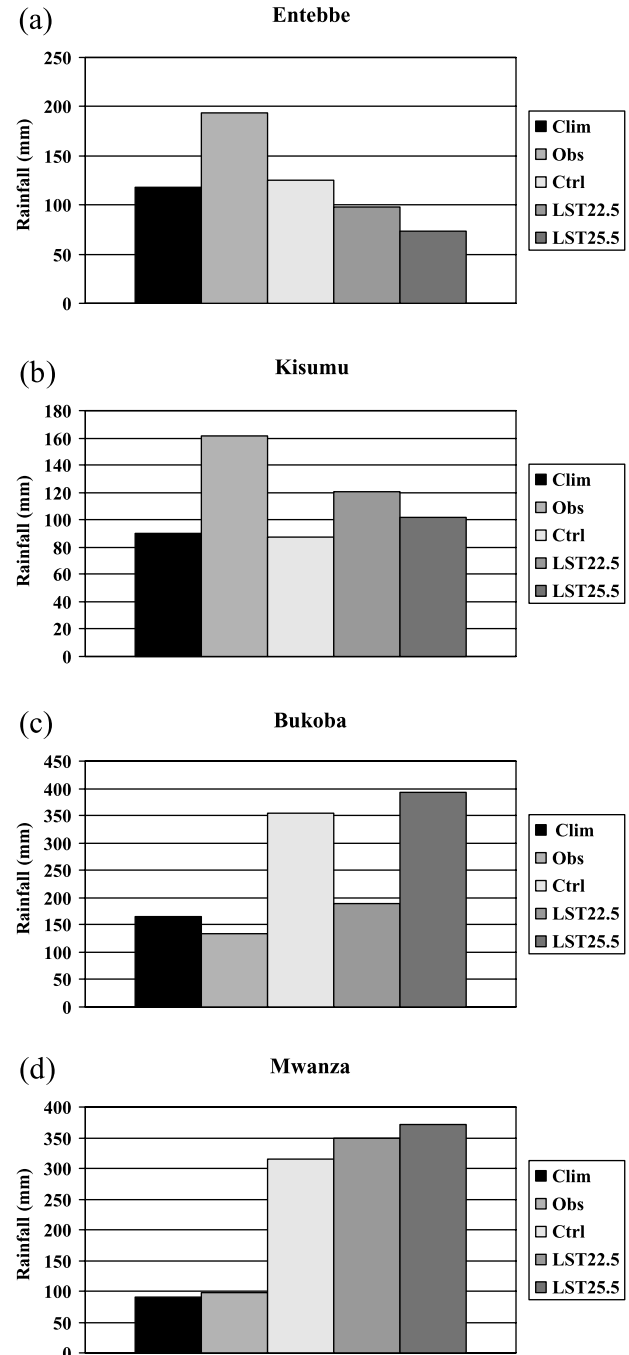 (a)
Entebbe
Rainfall (mm)
250
200
150
100
50
0
Clim
Obs
Ctrl
LST22.5
LST25.5
(b)
Kisumu
Rainfall (mm)
180
160
140
120
100
80
60
40
20
0
Clim
Obs
Ctrl
LST22.5
LST25.5
(c)
Bukoba
Rainfall (mm)
450
400
350
300
250
200
150
100
50
0
Clim
Obs
Ctrl
LST22.5
LST25.5
(d)
Mwanza
Rainfall (mm)
400
350
300
250
200
150
100
50
0
Clim
Obs
Ctrl
LST22.5
LST25.5